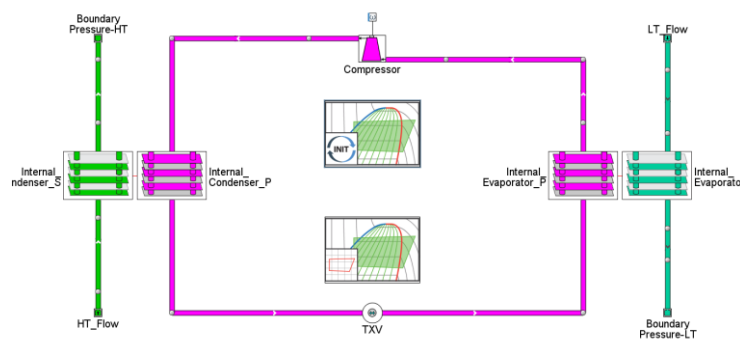 Boundary
Pressure-HT
LT_Flow
Compressor
INIT
Internal_
ndenser_S
Internal_
Condenser_P
Internal_
Evaporator_P
Internal_
Evaporato
HT_Flow
TXV
Boundary
Pressure-LT